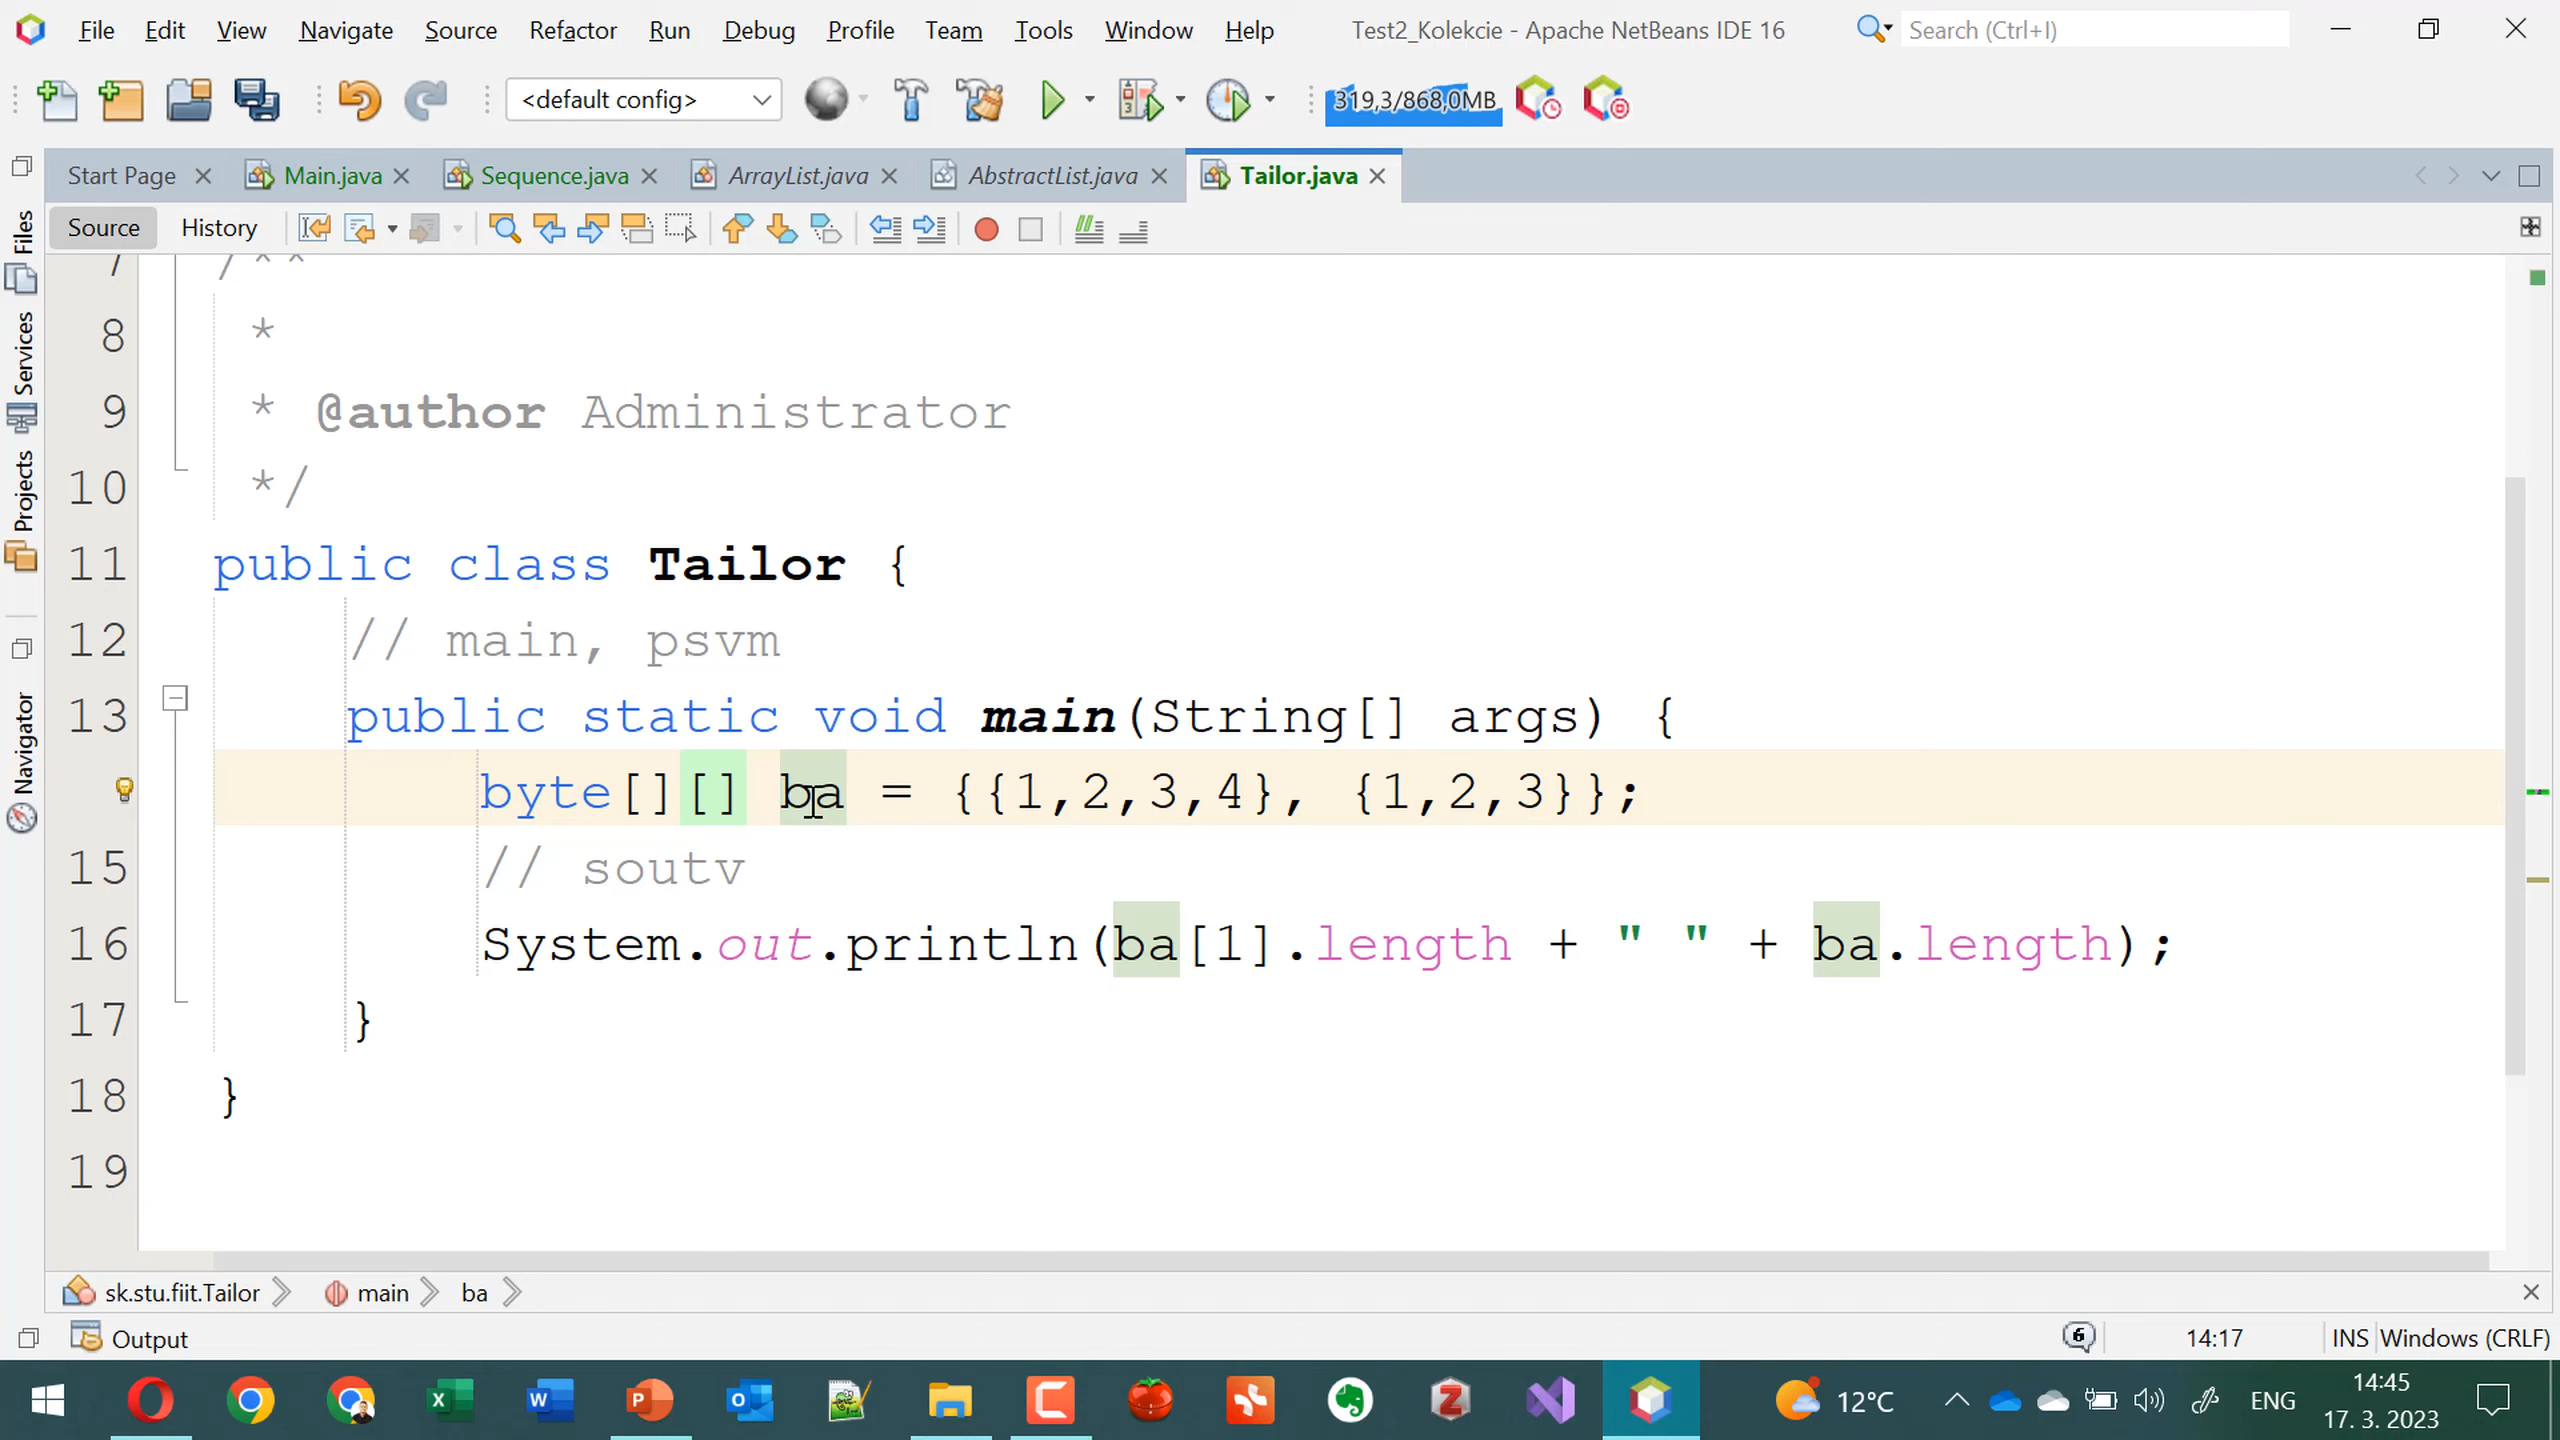 File Edit View Navigate Source Refactor Run Debug Profile Team Tools Window Help Test2_Kolekcie - Apache NetBeans IDE 16 Search (Ctrl+I)
<default config> 319,3/868,0MB
Start Page Main.java Sequence.java ArrayList.java AbstractList.java Tailor.java
Source History
Files
Services
Projects
Navigator
7 /**
8 *
9 * @author Administrator
10 */
11 public class Tailor {
12 // main, psvm
13 public static void main(String[] args) {
byte[][] ba = {{1,2,3,4}, {1,2,3}};
15 // soutv
16 System.out.println(ba[1].length + " " + ba.length);
17 }
18 }
19
sk.stu.fiit.Tailor main ba
Output 6 14:17 INS Windows (CRLF)
12°C ENG 14:45
17. 3. 2023